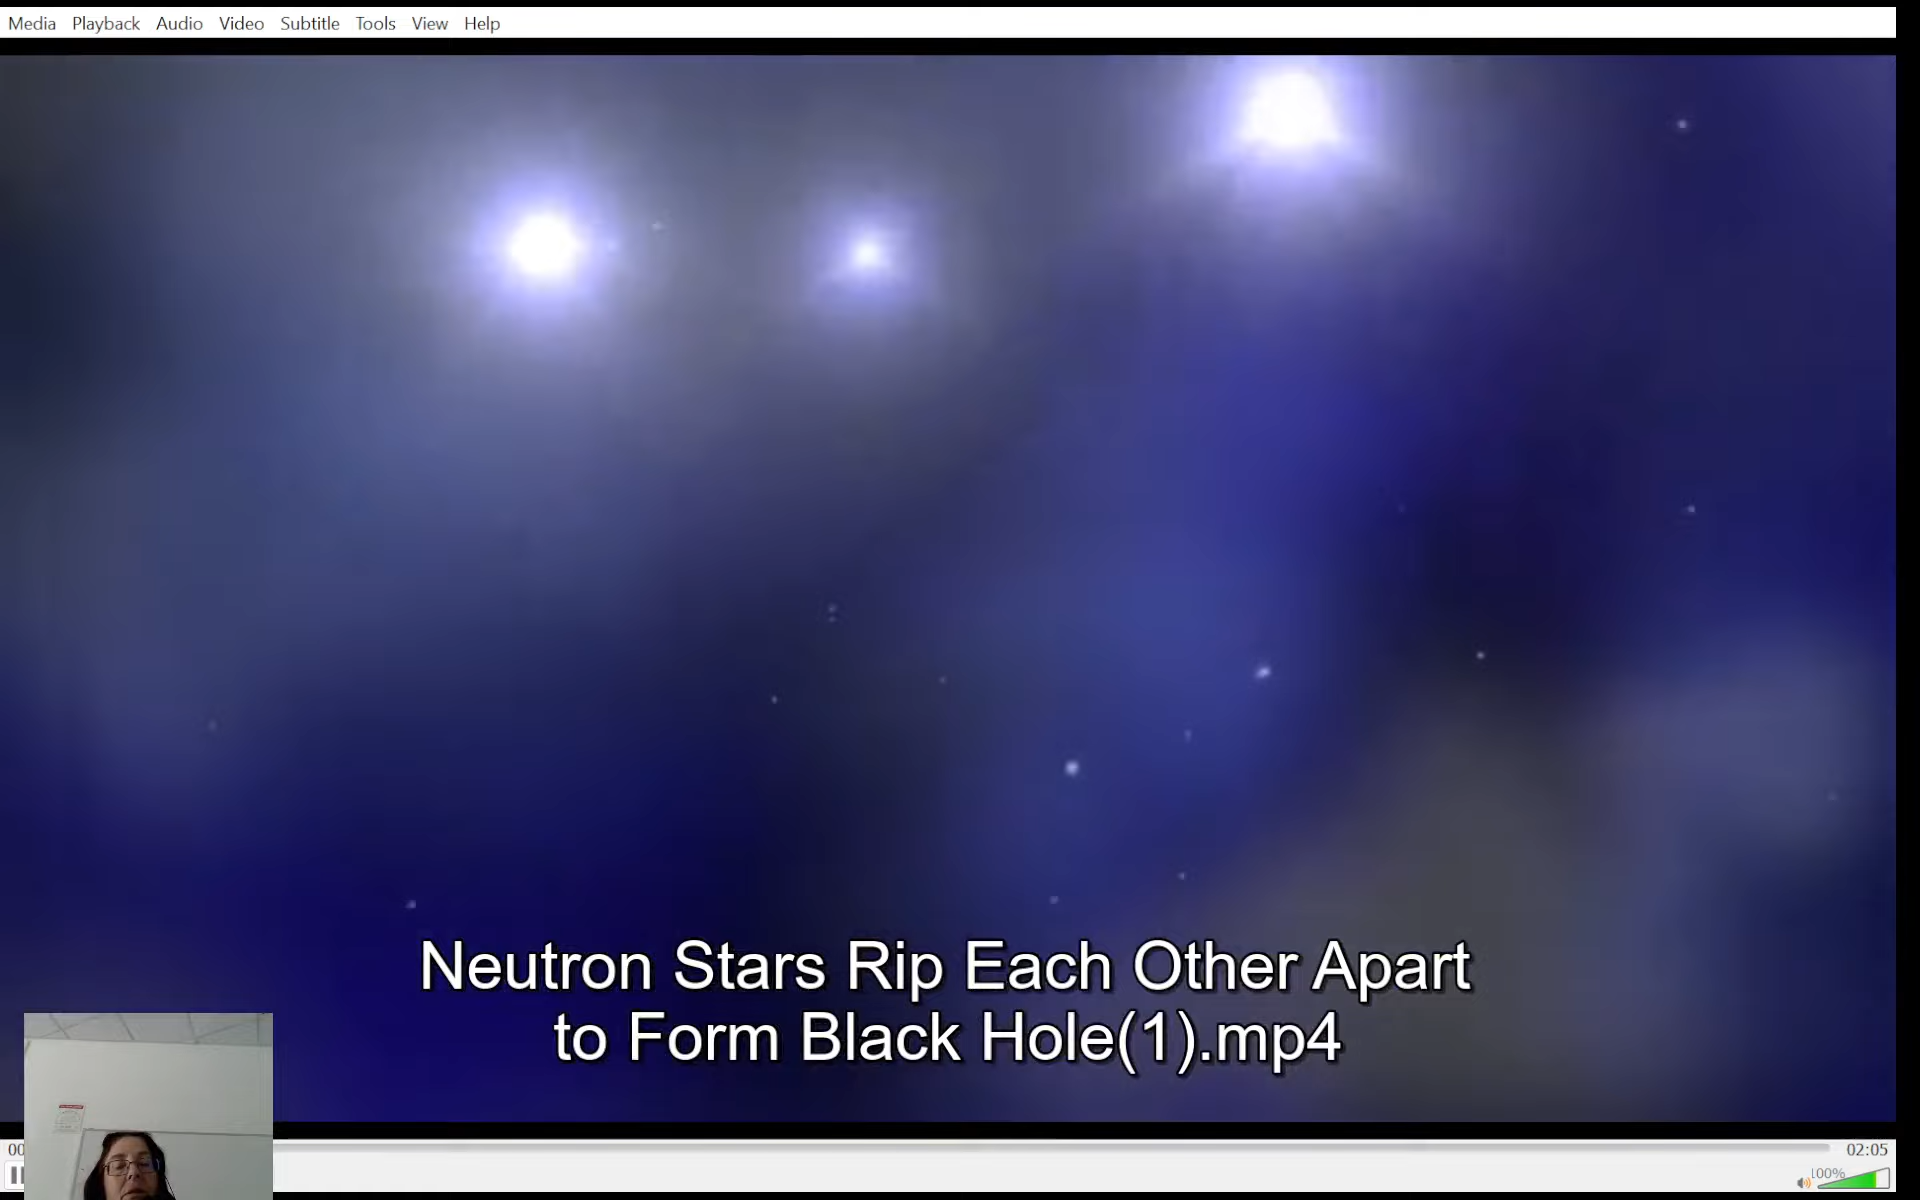 Media Playback Audio Video Subtitle Tools View Help
Neutron Stars Rip Each Other Apart
to Form Black Hole(1).mp4
00
02:05
100%